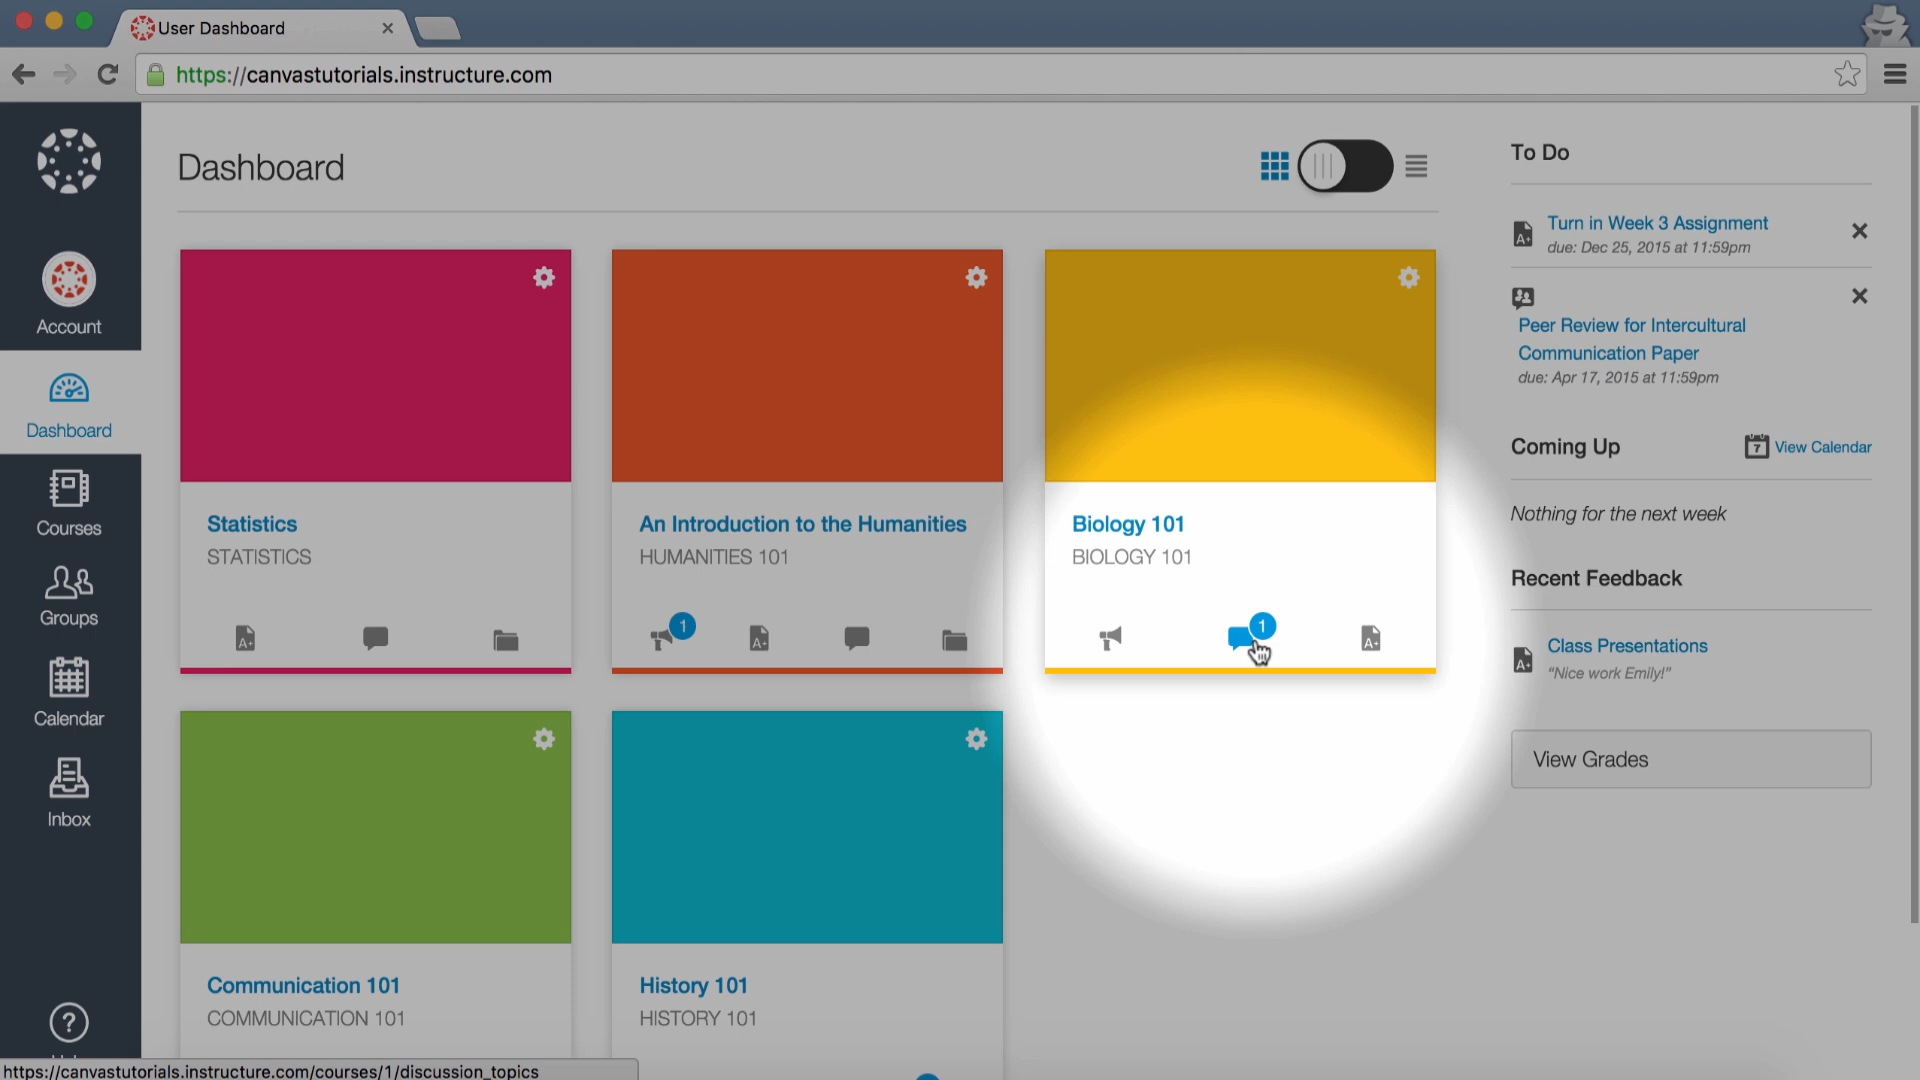 User Dashboard
https://canvastutorials.instructure.com
Account
Dashboard
Courses
Groups
Calendar
Inbox
Dashboard
Statistics
STATISTICS
An Introduction to the Humanities
HUMANITIES 101
1
Biology 101
BIOLOGY 101
1
Communication 101
COMMUNICATION 101
History 101
HISTORY 101
To Do
Turn in Week 3 Assignment
due: Dec 25, 2015 at 11:59pm
Peer Review for Intercultural
Communication Paper
due: Apr 17, 2015 at 11:59pm
Coming Up
7 View Calendar
Nothing for the next week
Recent Feedback
Class Presentations
“Nice work Emily!”
View Grades
https://canvastutorials.instructure.com/courses/1/discussion_topics